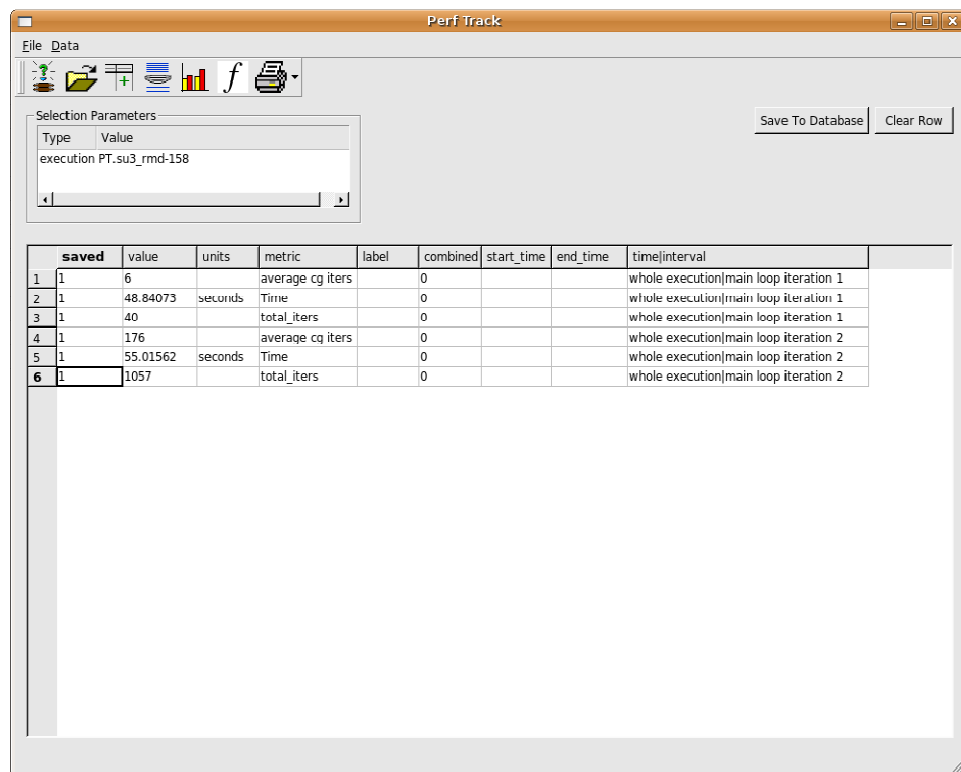 Perf Track
File Data
f
Selection Parameters
Type Value
execution PT.su3_rmd-158
Save To Database Clear Row
saved value units metric label combined start_time end_time time|interval
1 1 6 average cg iters 0 whole execution|main loop iteration 1
2 1 48.84073 seconds Time 0 whole execution|main loop iteration 1
3 1 40 total_iters 0 whole execution|main loop iteration 1
4 1 176 average cg iters 0 whole execution|main loop iteration 2
5 1 55.01562 seconds Time 0 whole execution|main loop iteration 2
6 1 1057 total_iters 0 whole execution|main loop iteration 2